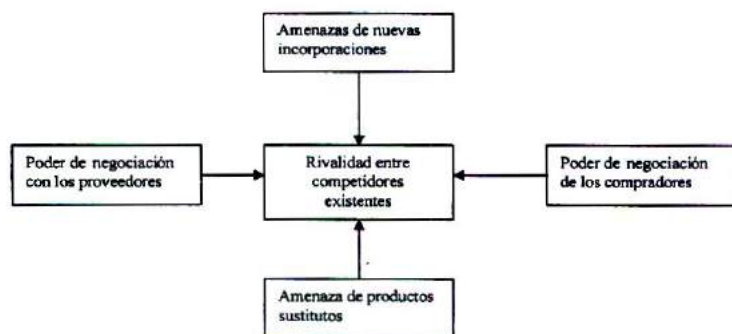 Amenazas de nuevas
incorporaciones
Poder de negociación
con los proveedores
Rivalidad entre
competidores
existentes
Poder de negociación
de los compradores
Amenaza de productos
sustitutos